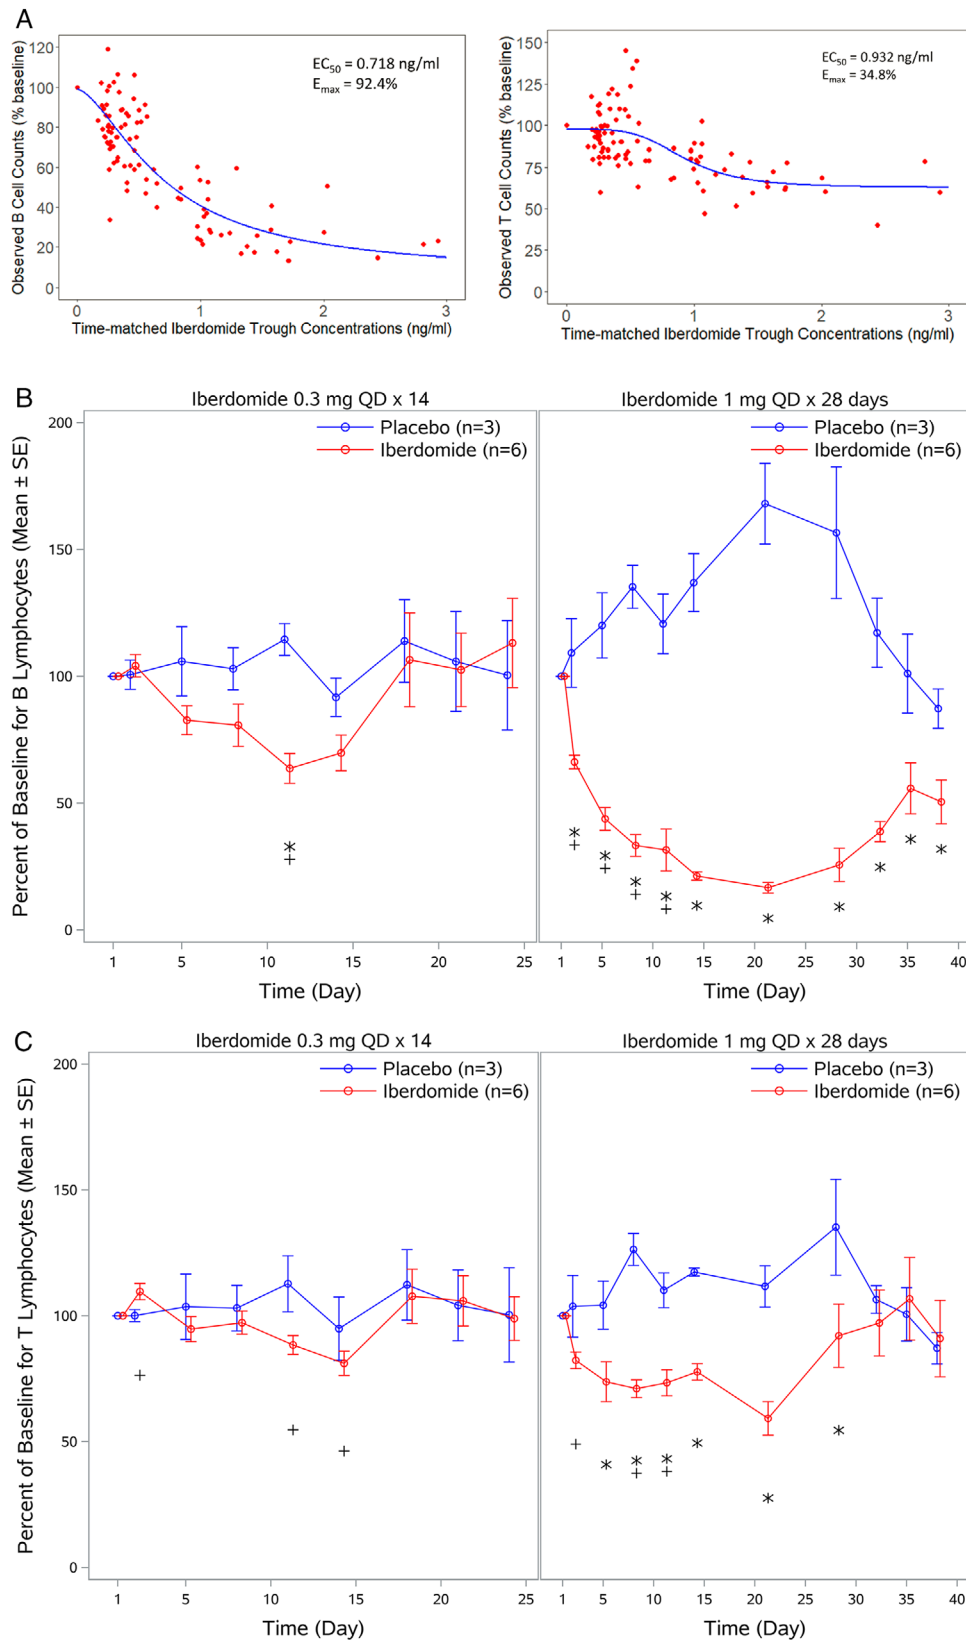 A
Observed B Cell Counts (% baseline)
120
100
80
60
40
20
0
EC50 = 0.718 ng/ml
Emax = 92.4%
0 1 2 3
Time-matched Iberdomide Trough Concentrations (ng/ml)
Observed T Cell Counts (% baseline)
150
125
100
75
50
25
0
EC50 = 0.932 ng/ml
Emax = 34.8%
0 1 2 3
Time-matched Iberdomide Trough Concentrations (ng/ml)
B
Percent of Baseline for B Lymphocytes (Mean ± SE)
200
150
100
50
0
Iberdomide 0.3 mg QD x 14
Placebo (n=3)
Iberdomide (n=6)
*
+
1 5 10 15 20 25
Time (Day)
Iberdomide 1 mg QD x 28 days
Placebo (n=3)
Iberdomide (n=6)
* * * * * * * * * *
+ + + +
1 5 10 15 20 25 30 35 40
Time (Day)
C
Percent of Baseline for T Lymphocytes (Mean ± SE)
200
150
100
50
0
Iberdomide 0.3 mg QD x 14
Placebo (n=3)
Iberdomide (n=6)
+ + +
1 5 10 15 20 25
Time (Day)
Iberdomide 1 mg QD x 28 days
Placebo (n=3)
Iberdomide (n=6)
+ * * * * * *
+ +
1 5 10 15 20 25 30 35 40
Time (Day)